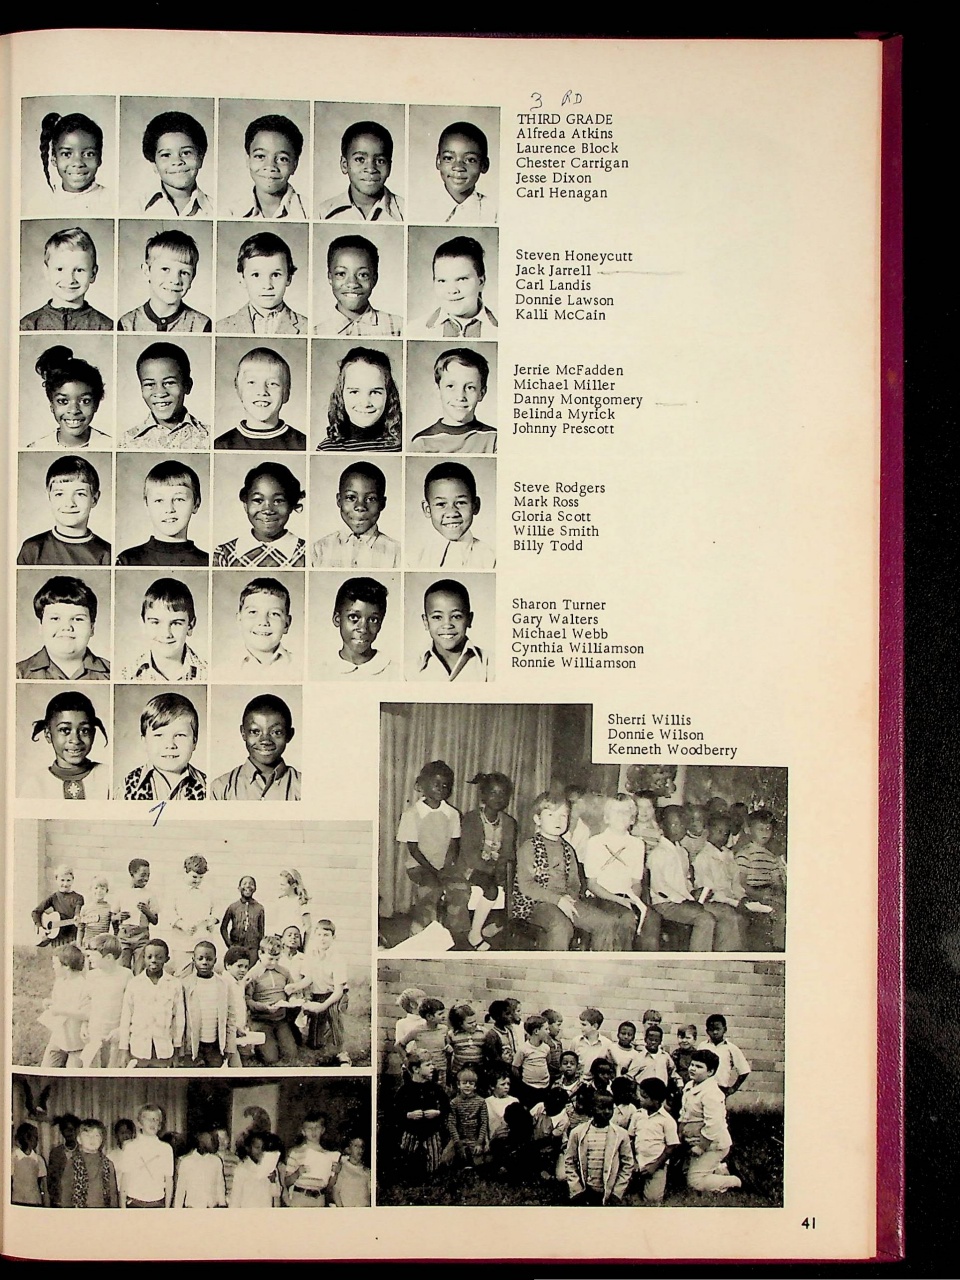 3 RD
THIRD GRADE
Alfreda Atkins
Laurence Block
Chester Carrigan
Jesse Dixon
Carl Henagan
Steven Honeycutt
Jack Jarrell
Carl Landis
Donnie Lawson
Kalli McCain
Jerrie McFadden
Michael Miller
Danny Montgomery
Belinda Myrick
Johnny Prescott
Steve Rodgers
Mark Ross
Gloria Scott
Willie Smith
Billy Todd
Sharon Turner
Gary Walters
Michael Webb
Cynthia Williamson
Ronnie Williamson
Sherri Willis
Donnie Wilson
Kenneth Woodberry
41